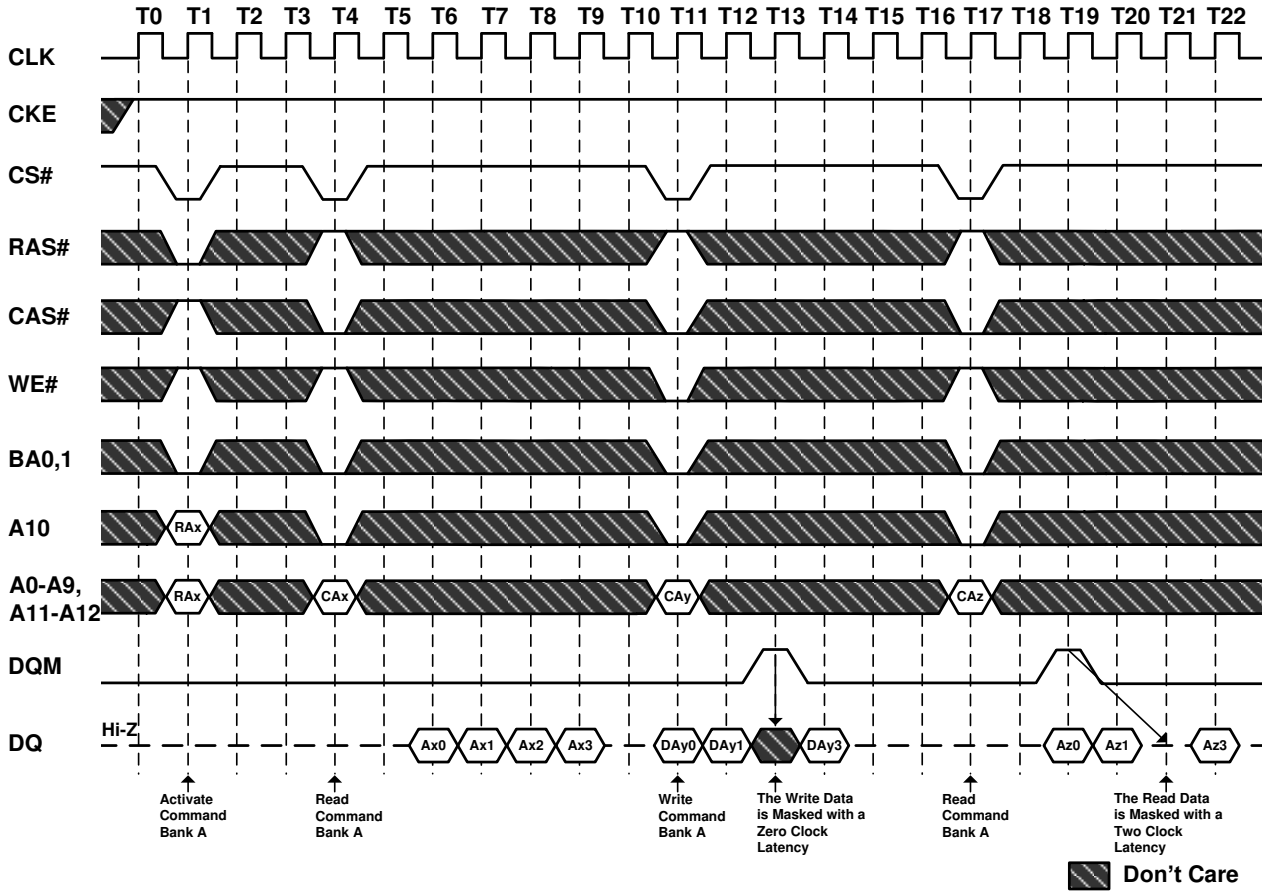 T0 T1 T2 T3 T4 T5 T6 T7 T8 T9 T10 T11 T12 T13 T14 T15 T16 T17 T18 T19 T20 T21 T22
CLK
CKE
CS#
RAS#
CAS#
WE#
BA0,1
A10 RAx
A0-A9,
A11-A12 RAx CAx CAy CAz
DQM
Hi-Z
DQ Ax0 Ax1 Ax2 Ax3 DAy0 DAy1 DAy3 Az0 Az1 Az3
Activate
Command
Bank A
Read
Command
Bank A
Write
Command
Bank A
The Write Data
is Masked with a
Zero Clock
Latency
Read
Command
Bank A
The Read Data
is Masked with a
Two Clock
Latency
Don't Care